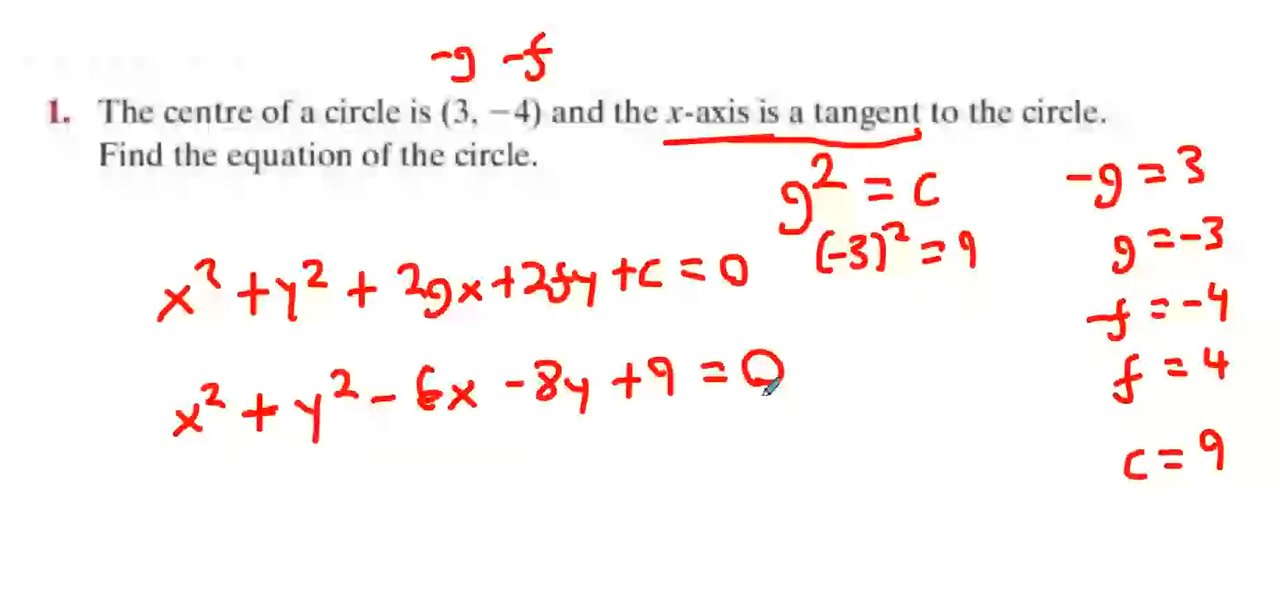 -g -f
1. The centre of a circle is (3, −4) and the x-axis is a tangent to the circle.
Find the equation of the circle.
g² = c
-g = 3
(-3)² = 9
g = -3
x² + y² + 2gx + 2fy + c = 0
-f = -4
f = 4
x² + y² - 6x - 8y + 9 = 0
c = 9